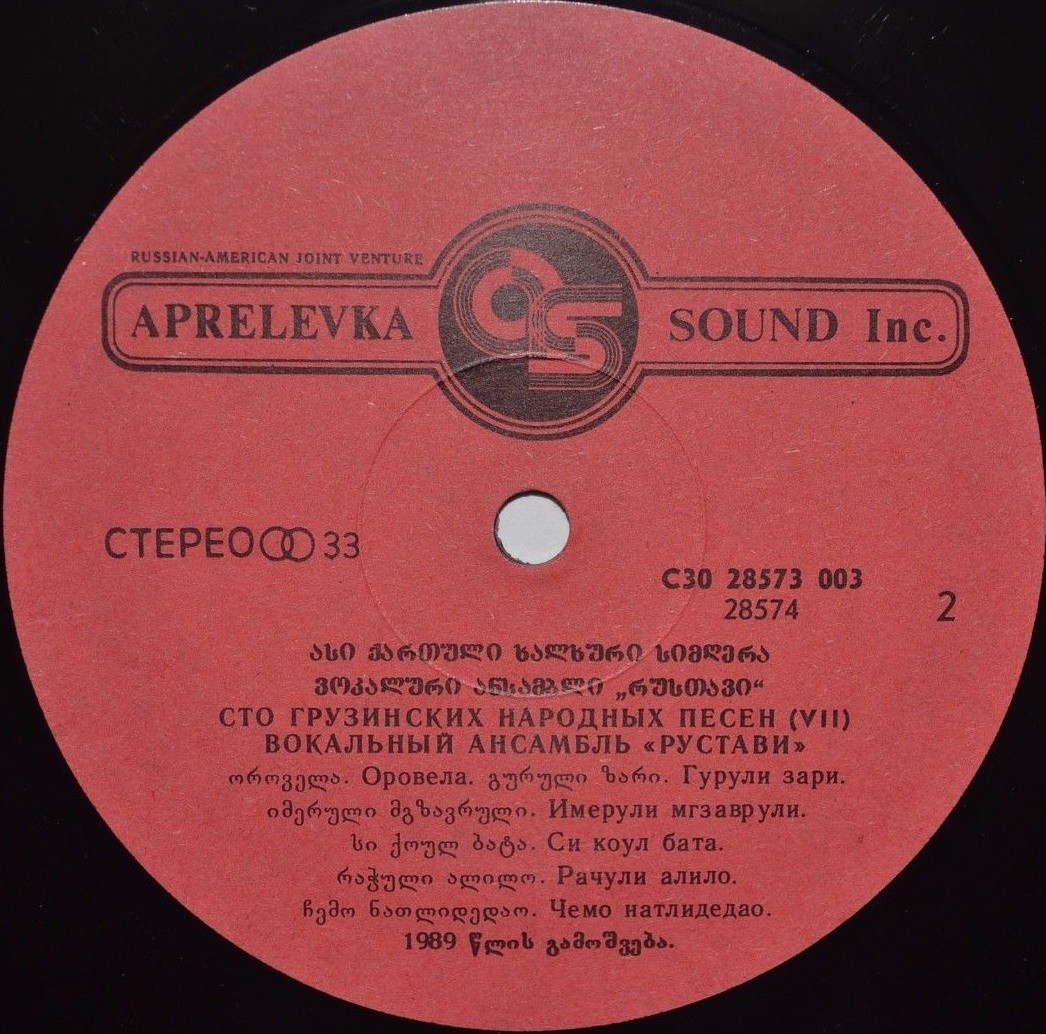 RUSSIAN-AMERICAN JOINT VENTURE
APRELEVKA SOUND Inc.
СТЕРЕО 33
С30 28573 003
28574
2
ასი ქართული ხალხური სიმღერა
ვოკალური ანსამბლი „რუსთავი“
СТО ГРУЗИНСКИХ НАРОДНЫХ ПЕСЕН (VII)
ВОКАЛЬНЫЙ АНСАМБЛЬ «РУСТАВИ»
ოროველა. Оровела. გურული ზარი. Гурули зари.
იმერული მგზავრული. Имерули мгзаврули.
სი ქოულ ბატა. Си коул бата.
რაჭული ალილო. Рачули алило.
ჩემო ნათლიდედაო. Чемо натлидедао.
1989 წლის გამოშვება.